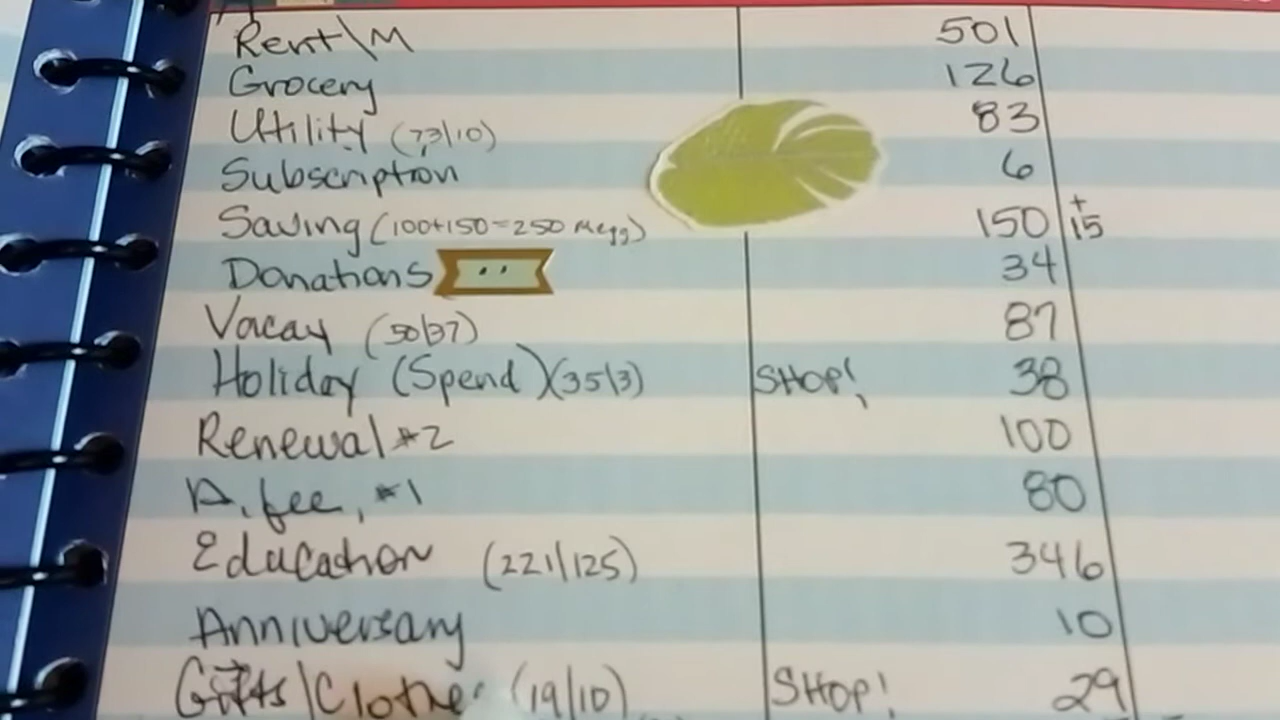 Rent\M 501
Grocery 126
Utility (73/10) 83
Subscription 6
Saving (100+150=250 Megg) 150 +15
Donations 34
Vacay (50/37) 87
Holiday (Spend) (35/3) SHOP! 38
Renewal #2 100
A. fee, #1 80
Education (221/125) 346
Anniversary 10
Gifts/Clothe (19/10) SHOP! 29